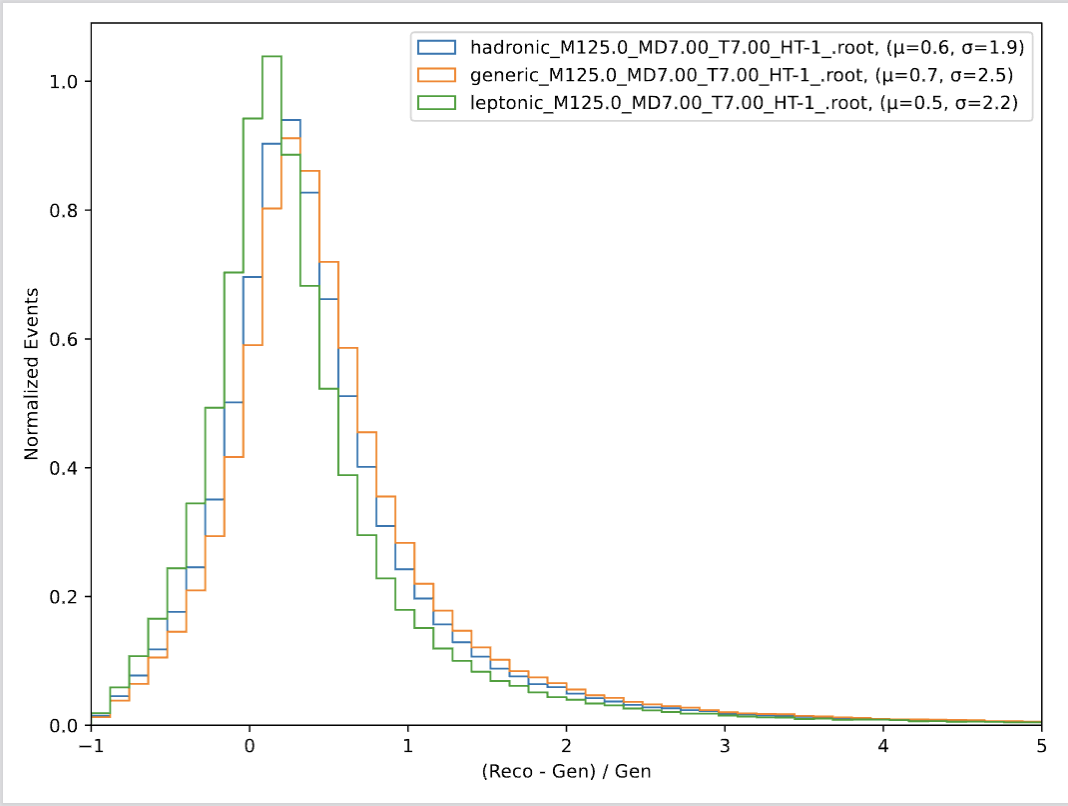 hadronic_M125.0_MD7.00_T7.00_HT-1_.root, (μ=0.6, σ=1.9)
generic_M125.0_MD7.00_T7.00_HT-1_.root, (μ=0.7, σ=2.5)
leptonic_M125.0_MD7.00_T7.00_HT-1_.root, (μ=0.5, σ=2.2)
Normalized Events
1.0
0.8
0.6
0.4
0.2
0.0
−1 0 1 2 3 4 5
(Reco - Gen) / Gen